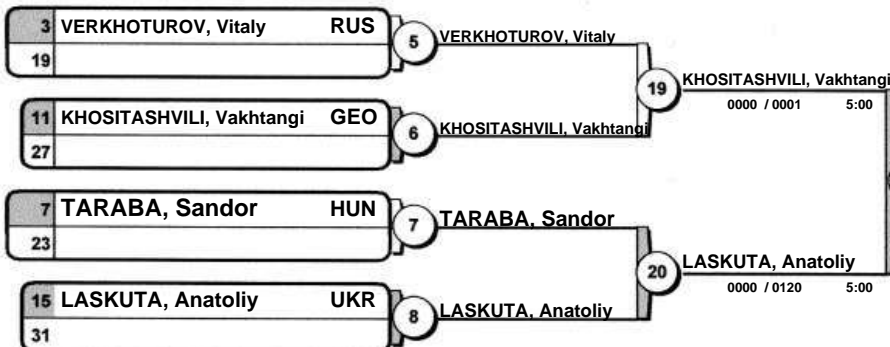 3 VERKHOTUROV, Vitaly RUS
19
5
VERKHOTUROV, Vitaly
11 KHOSITASHVILI, Vakhtangi GEO
27
6
KHOSITASHVILI, Vakhtangi
19
KHOSITASHVILI, Vakhtangi
0000 / 0001 5:00
7 TARABA, Sandor HUN
23
7
TARABA, Sandor
15 LASKUTA, Anatoliy UKR
31
8
LASKUTA, Anatoliy
20
LASKUTA, Anatoliy
0000 / 0120 5:00